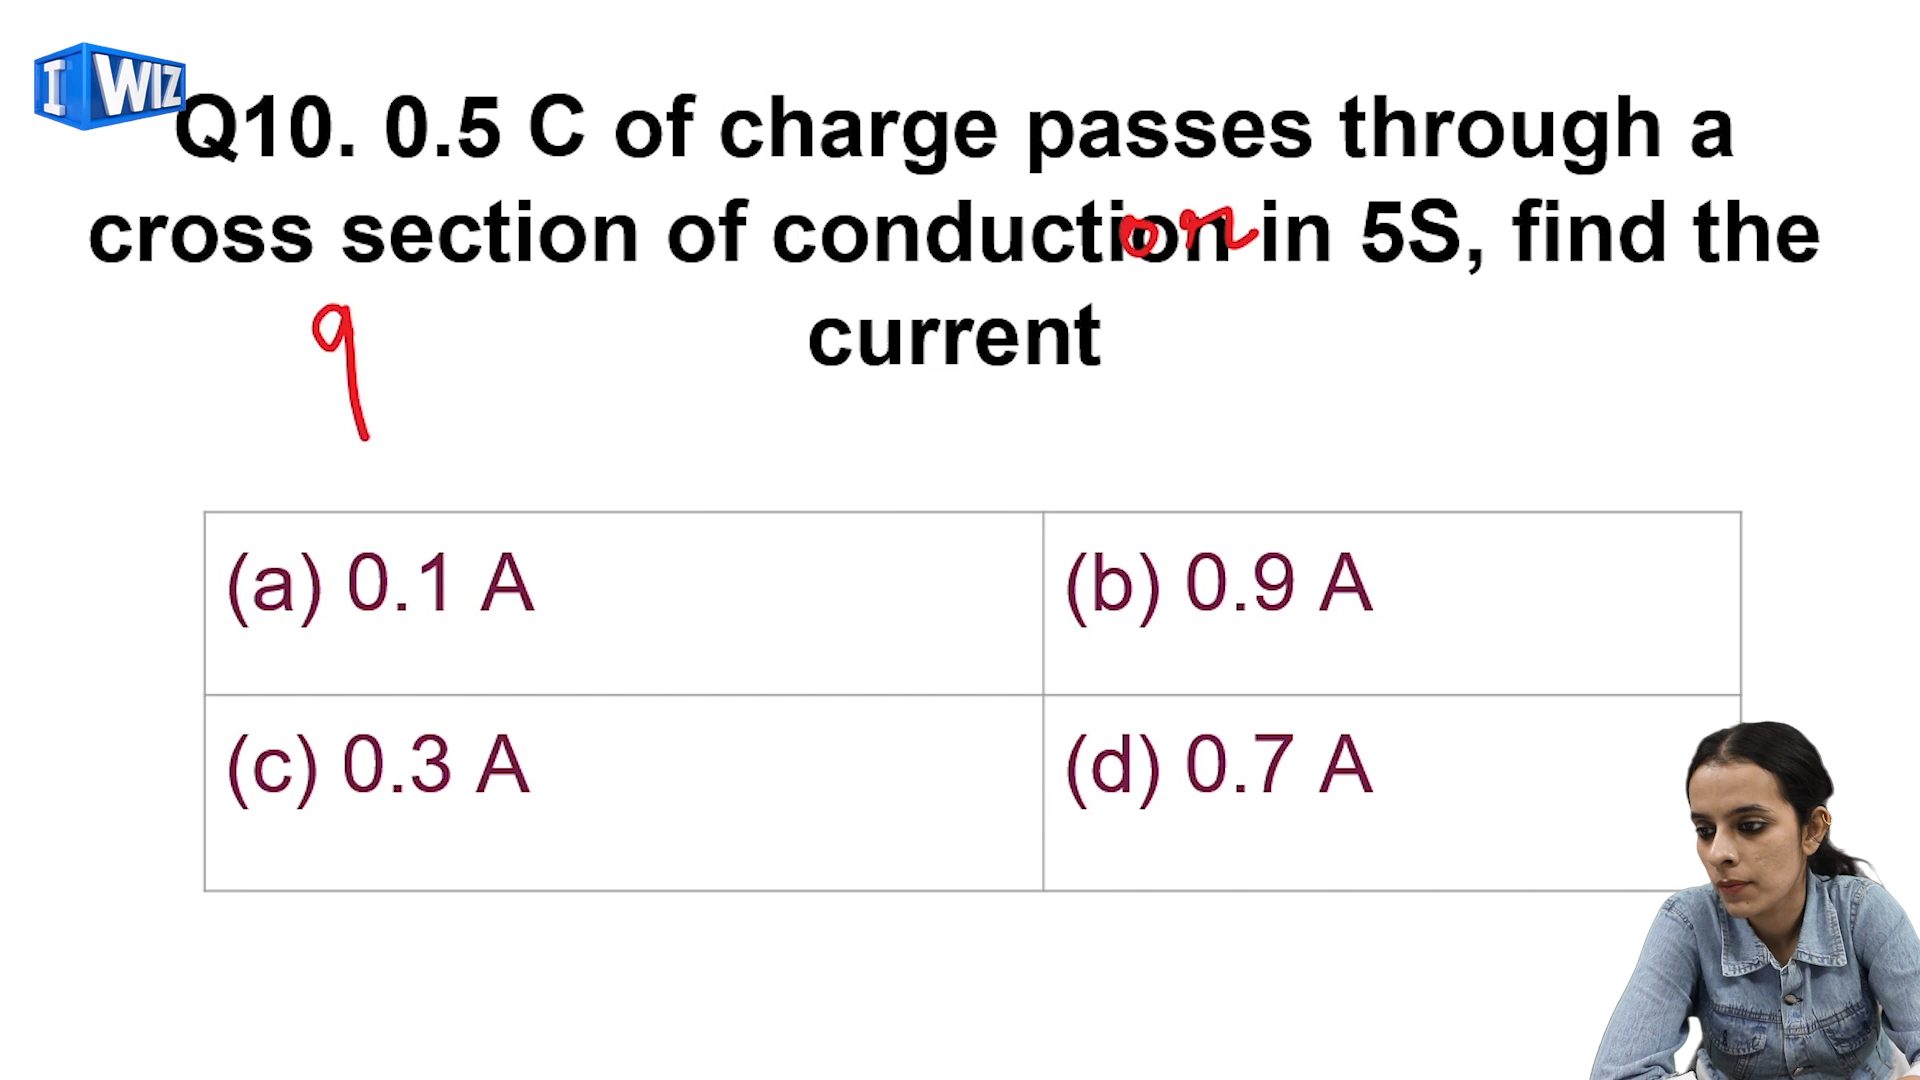 I WIZ
Q10. 0.5 C of charge passes through a
cross section of conduction in 5S, find the
or
current
q
(a) 0.1 A
(b) 0.9 A
(c) 0.3 A
(d) 0.7 A